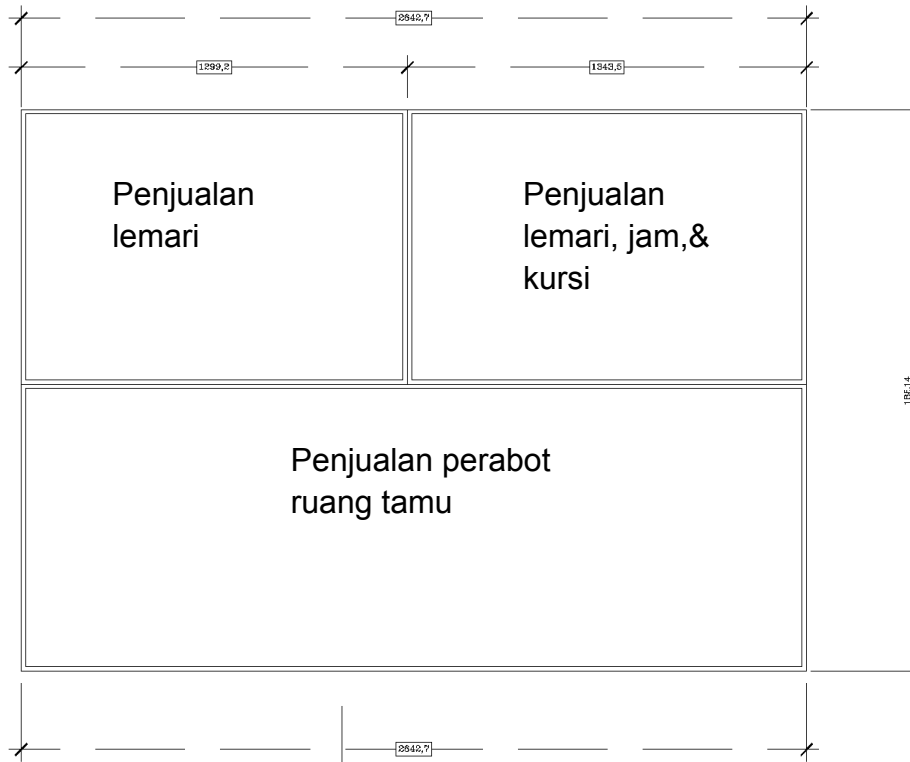 2642,7
1299,2
1343,5
Penjualan
lemari
Penjualan
lemari, jam,&
kursi
Penjualan perabot
ruang tamu
2642,7